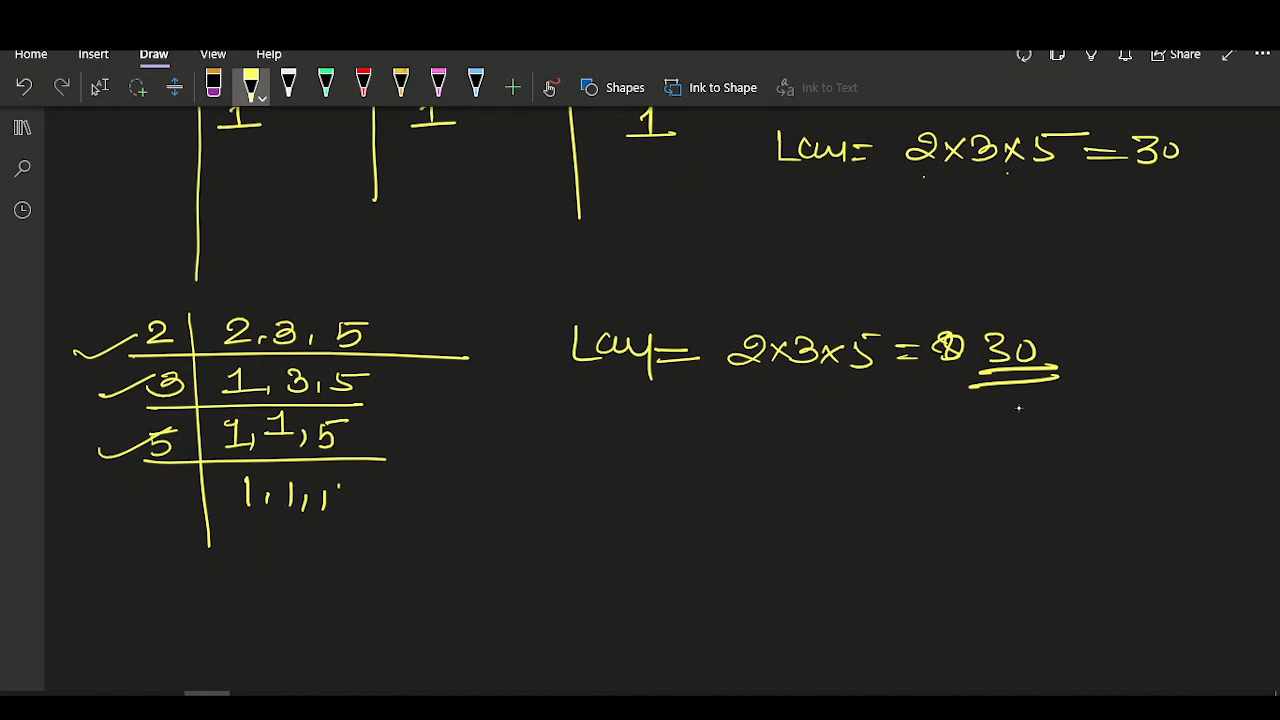 Home Insert Draw View Help Share
Shapes Ink to Shape Ink to Text
1 1 1
Lcm= 2×3×5=30
2 2,3,5
3 1,3,5
5 1,1,5
1,1,1
Lcm= 2×3×5= 30